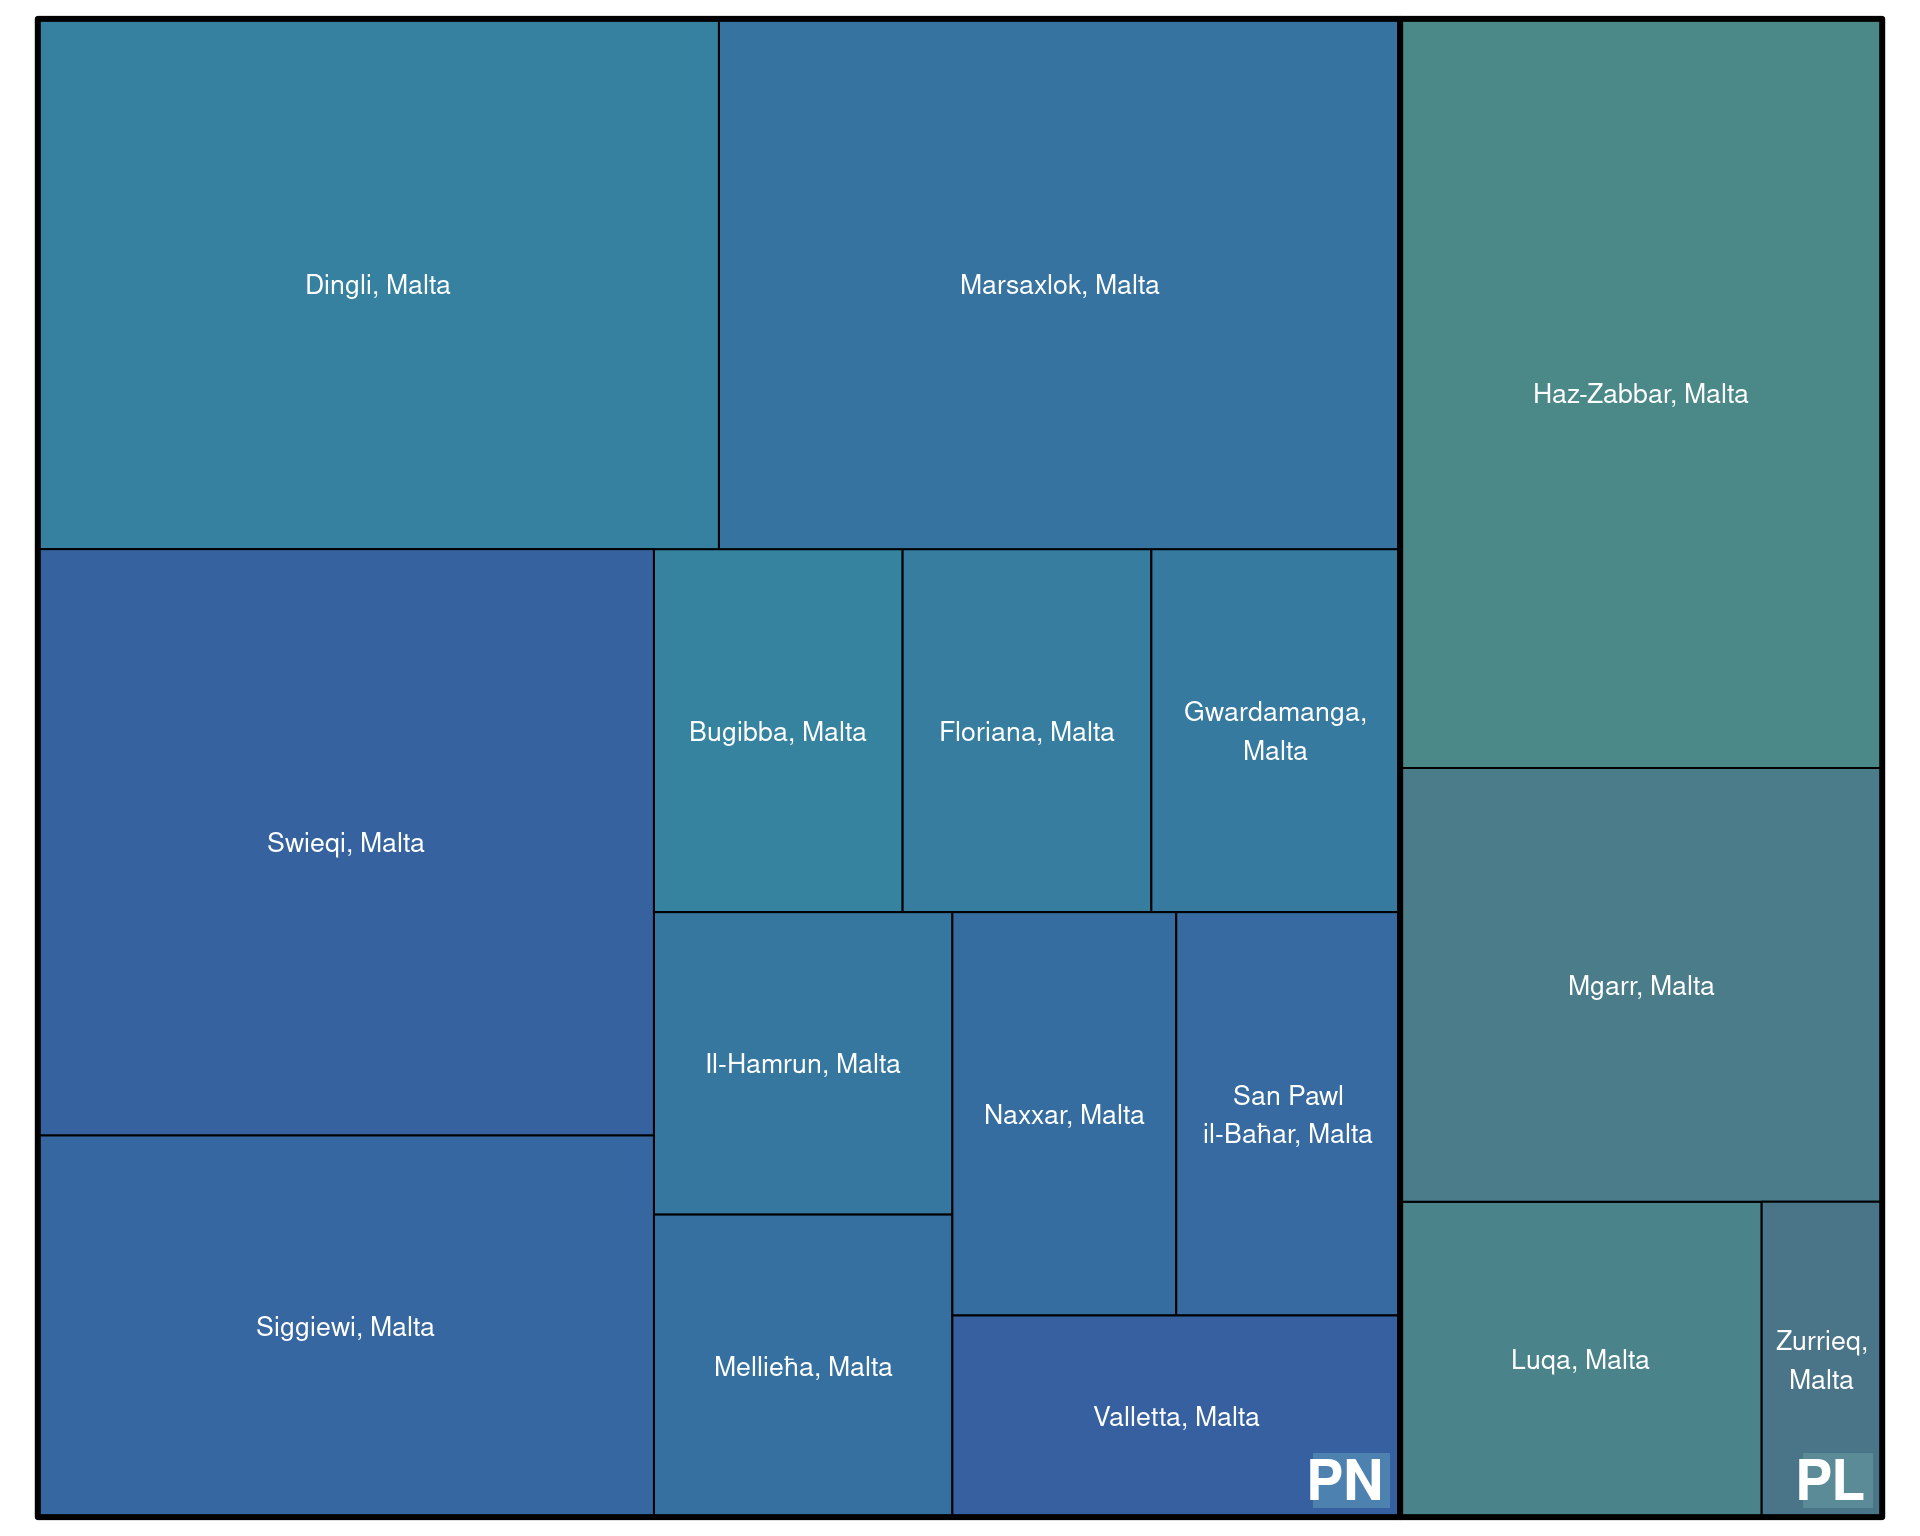 Dingli, Malta
Marsaxlok, Malta
Haz-Zabbar, Malta
Swieqi, Malta
Bugibba, Malta
Floriana, Malta
Gwardamanga,
Malta
Mgarr, Malta
Il-Hamrun, Malta
Naxxar, Malta
San Pawl
il-Baħar, Malta
Siggiewi, Malta
Mellieħa, Malta
Valletta, Malta
Luqa, Malta
Zurrieq,
Malta
PN
PL